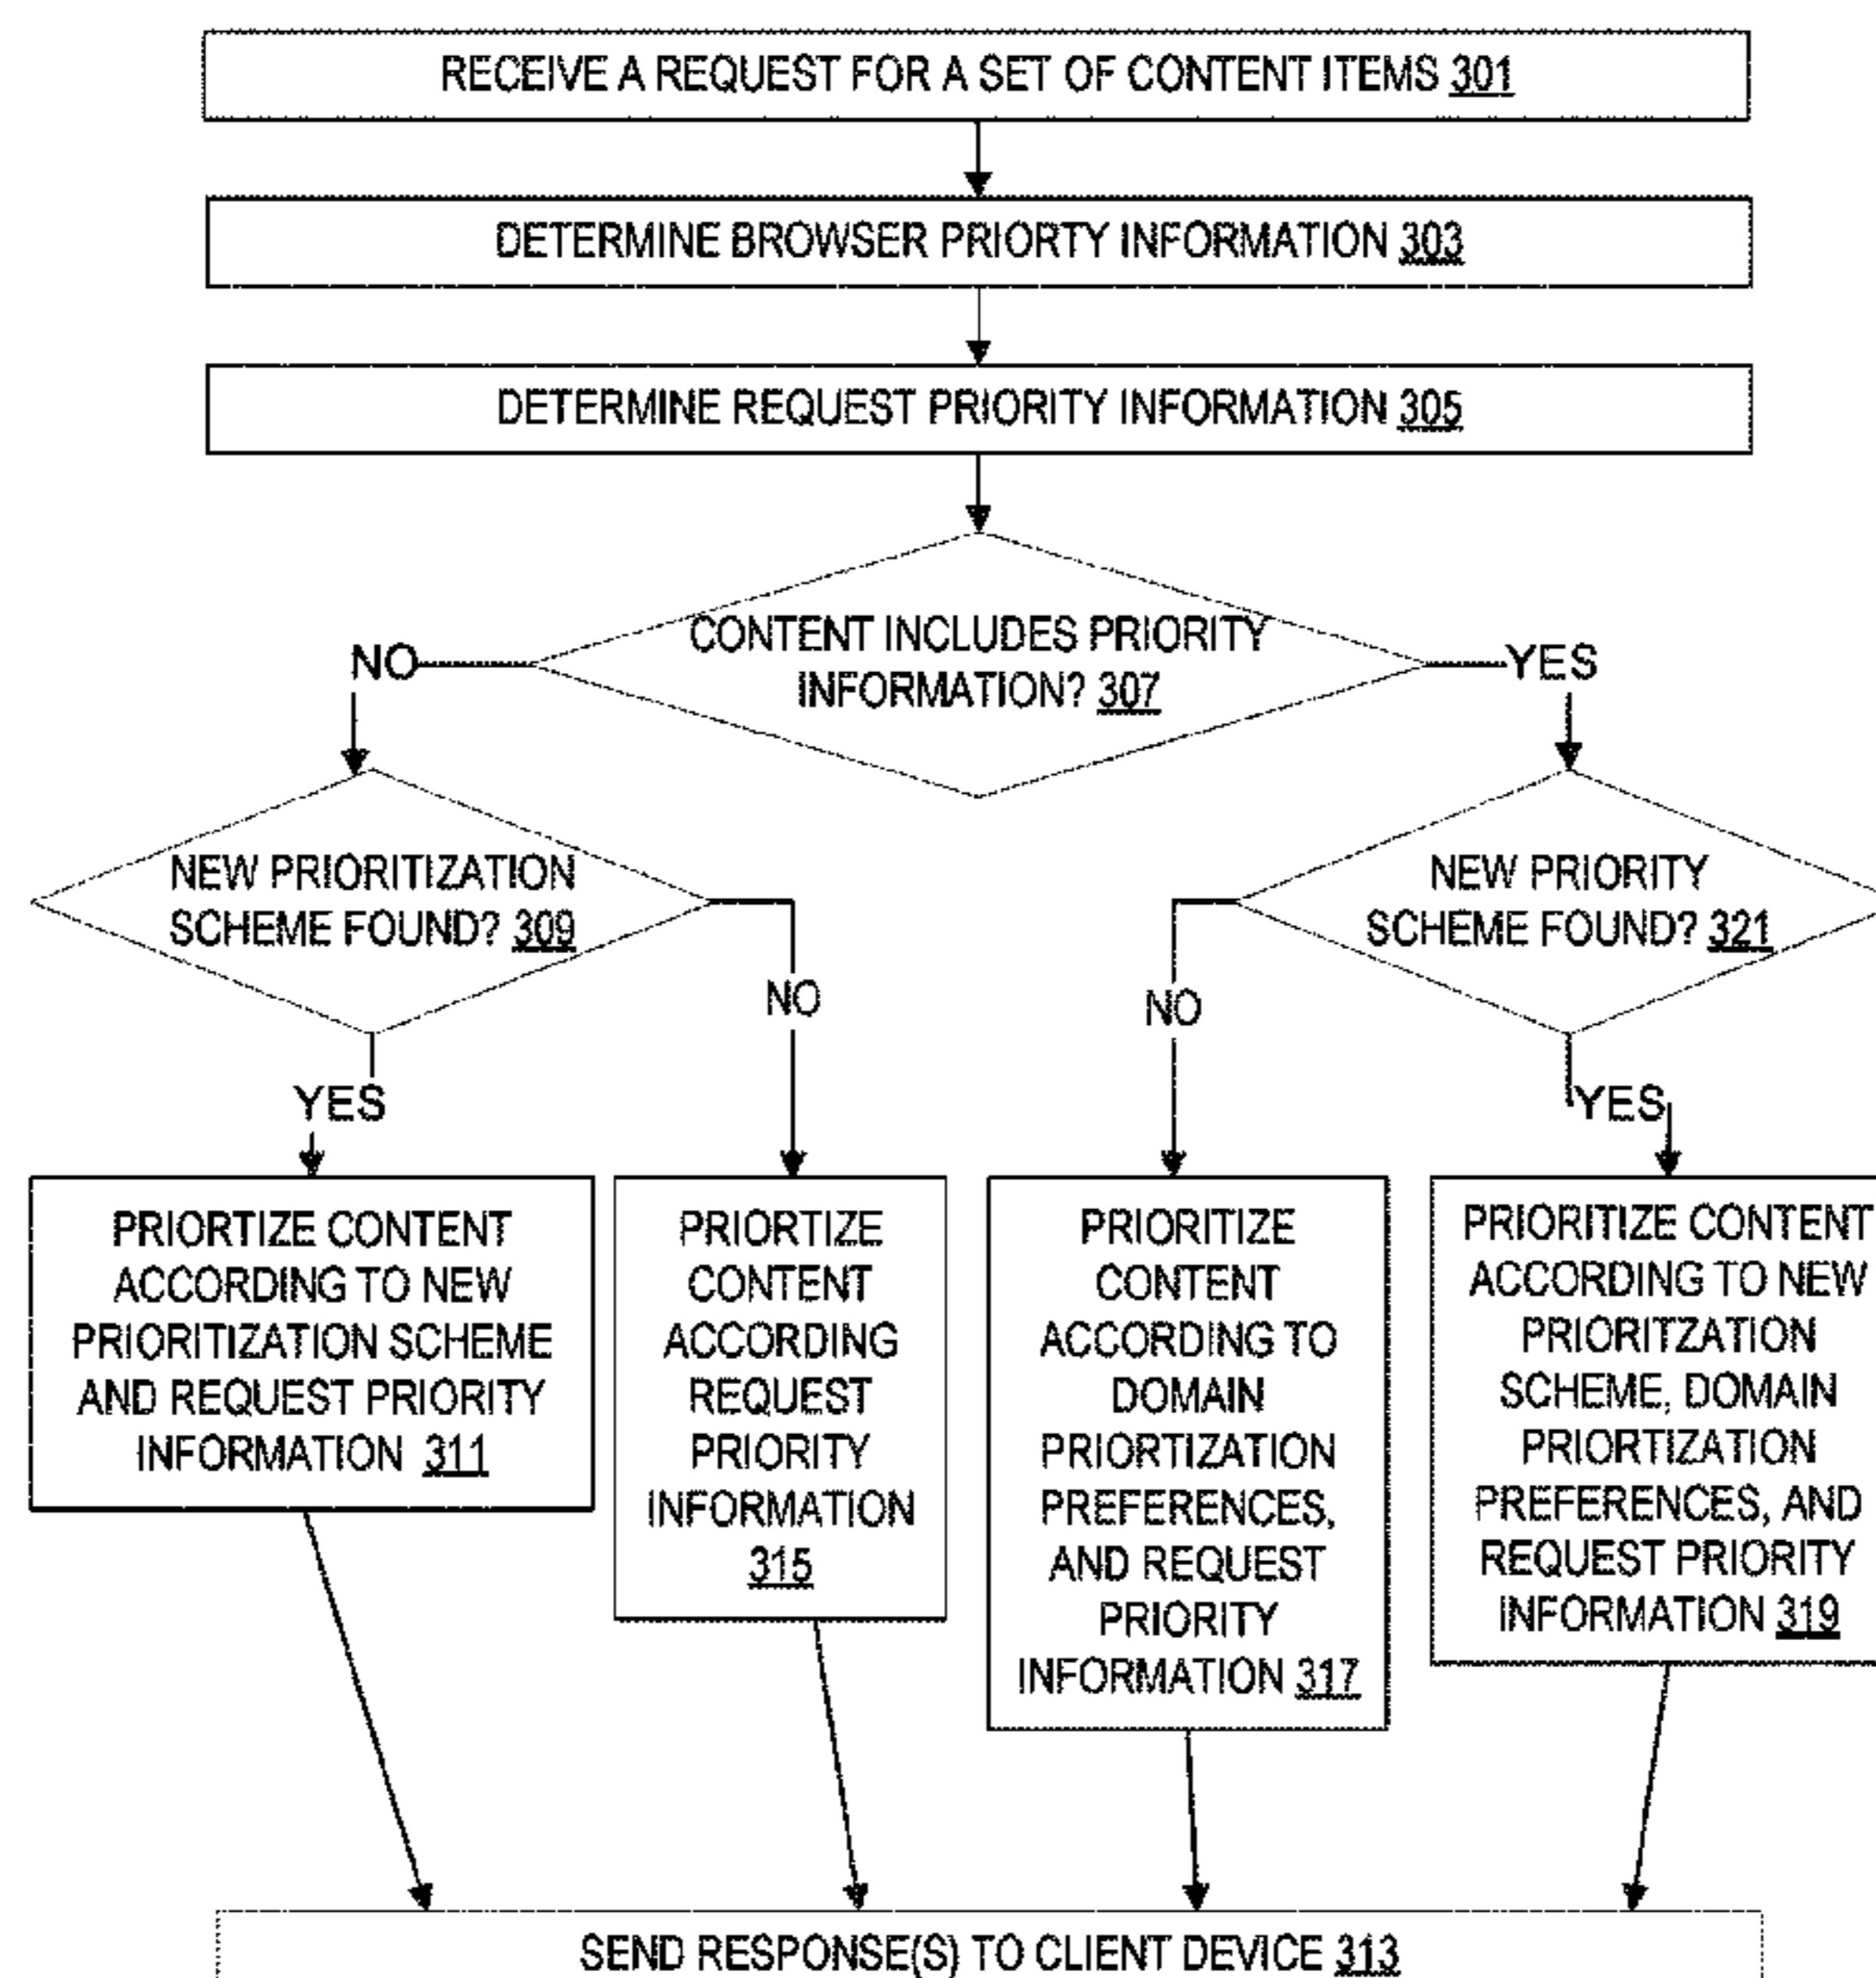 RECEIVE A REQUEST FOR A SET OF CONTENT ITEMS 301
DETERMINE BROWSER PRIORTY INFORMATION 303
DETERMINE REQUEST PRIORITY INFORMATION 305
CONTENT INCLUDES PRIORITY
INFORMATION? 307
NO
YES
NEW PRIORITIZATION
SCHEME FOUND? 309
NEW PRIORITY
SCHEME FOUND? 321
NO
NO
YES
YES
PRIORTIZE CONTENT
ACCORDING TO NEW
PRIORITIZATION SCHEME
AND REQUEST PRIORITY
INFORMATION 311
PRIORTIZE
CONTENT
ACCORDING
REQUEST
PRIORITY
INFORMATION
315
PRIORITIZE
CONTENT
ACCORDING TO
DOMAIN
PRIORTIZATION
PREFERENCES,
AND REQUEST
PRIORITY
INFORMATION 317
PRIORITIZE CONTENT
ACCORDING TO NEW
PRIORITZATION
SCHEME, DOMAIN
PRIORTIZATION
PREFERENCES, AND
REQUEST PRIORITY
INFORMATION 319
SEND RESPONSE(S) TO CLIENT DEVICE 313